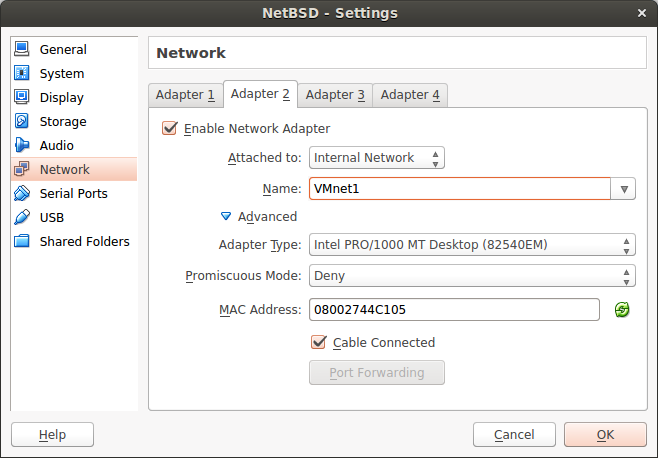 NetBSD - Settings
General
System
Display
Storage
Audio
Network
Serial Ports
USB
Shared Folders
Network
Adapter 1 Adapter 2 Adapter 3 Adapter 4
Enable Network Adapter
Attached to: Internal Network
Name: VMnet1
Advanced
Adapter Type: Intel PRO/1000 MT Desktop (82540EM)
Promiscuous Mode: Deny
MAC Address: 08002744C105
Cable Connected
Port Forwarding
Help Cancel OK